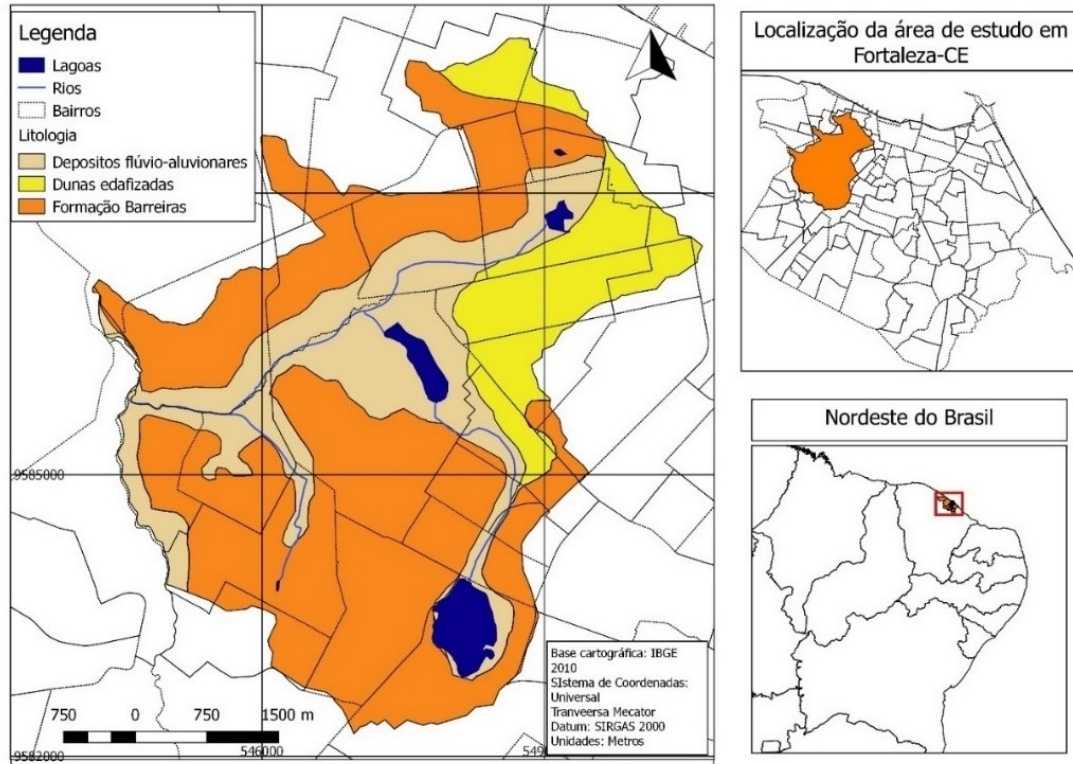 Legenda
Lagoas
Rios
Bairros
Litologia
Depositos flúvio-aluvionares
Dunas edafizadas
Formação Barreiras
9585000
750 0 750 1500 m
9582000
546000
549
Base cartográfica: IBGE
2010
SIstema de Coordenadas:
Universal
Tranveersa Mecator
Datum: SIRGAS 2000
Unidades: Metros
Localização da área de estudo em
Fortaleza-CE
Nordeste do Brasil